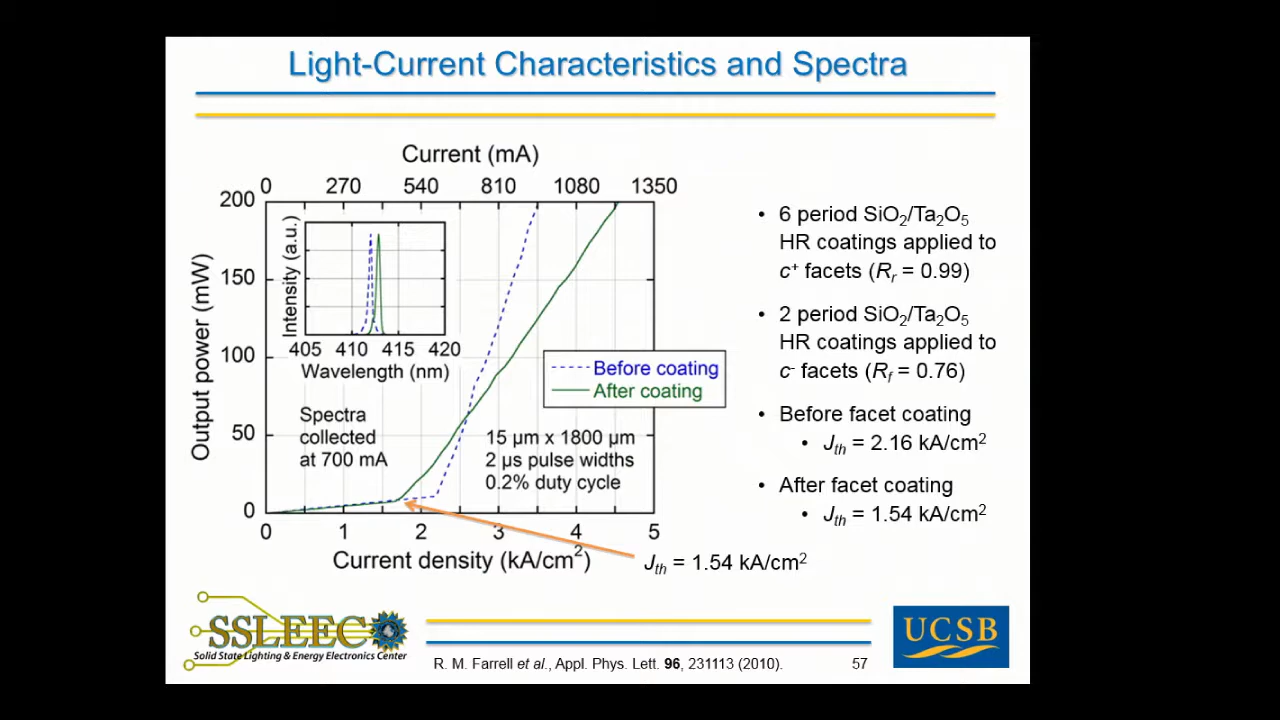 Light-Current Characteristics and Spectra
Current (mA)
0 270 540 810 1080 1350
200
150
100
50
0
Output power (mW)
Intensity (a.u.)
405 410 415 420
Wavelength (nm)
Before coating
After coating
Spectra
collected
at 700 mA
15 µm x 1800 µm
2 µs pulse widths
0.2% duty cycle
0 1 2 3 4 5
Current density (kA/cm²)
Jth = 1.54 kA/cm²
• 6 period SiO₂/Ta₂O₅
HR coatings applied to
c⁺ facets (Rr = 0.99)
• 2 period SiO₂/Ta₂O₅
HR coatings applied to
c⁻ facets (Rf = 0.76)
• Before facet coating
• Jth = 2.16 kA/cm²
• After facet coating
• Jth = 1.54 kA/cm²
SSLEEC
Solid State Lighting & Energy Electronics Center
R. M. Farrell et al., Appl. Phys. Lett. 96, 231113 (2010).
57
UCSB